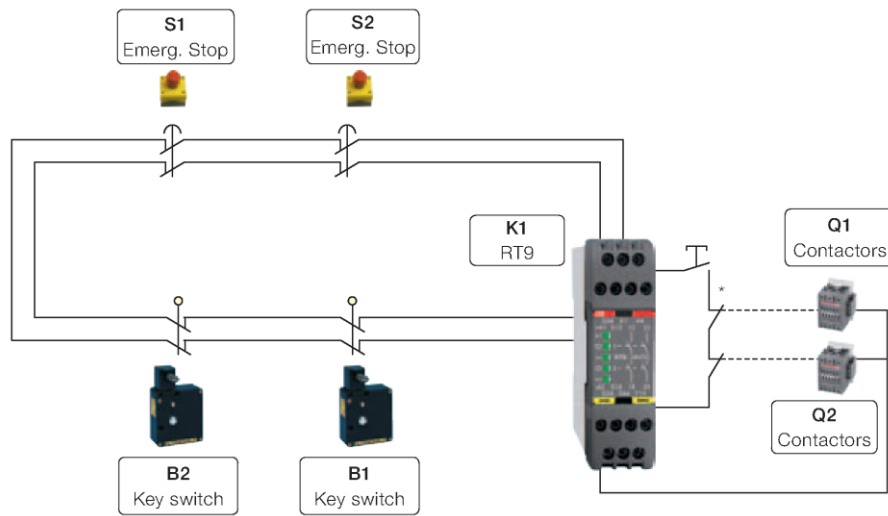 S1
Emerg. Stop
S2
Emerg. Stop
K1
RT9
Q1
Contactors
*
Q2
Contactors
B2
Key switch
B1
Key switch